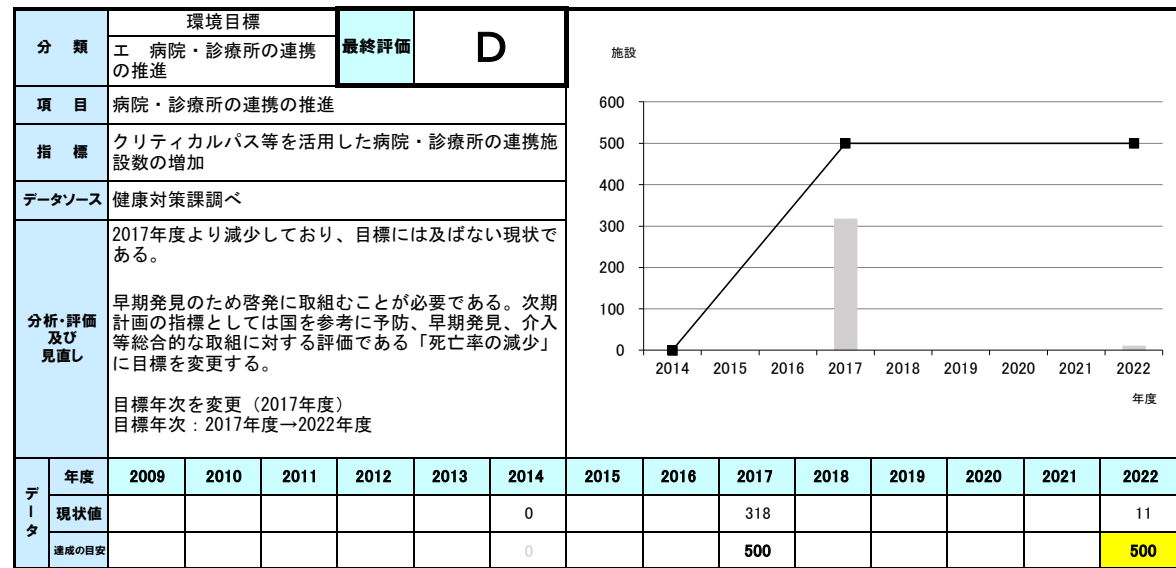 分　類
環境目標
エ　病院・診療所の連携
の推進
最終評価
D
項　目
病院・診療所の連携の推進
指　標
クリティカルパス等を活用した病院・診療所の連携施
設数の増加
データソース
健康対策課調べ
分析・評価
及び
見直し
2017年度より減少しており、目標には及ばない現状で
ある。
早期発見のため啓発に取組むことが必要である。次期
計画の指標としては国を参考に予防、早期発見、介入
等総合的な取組に対する評価である「死亡率の減少」
に目標を変更する。
目標年次を変更（2017年度）
目標年次：2017年度→2022年度
施設
600
500
400
300
200
100
0
2014 2015 2016 2017 2018 2019 2020 2021 2022
年度
データ
年度 2009 2010 2011 2012 2013 2014 2015 2016 2017 2018 2019 2020 2021 2022
現状値 0 318 11
達成の目安 0 500 500